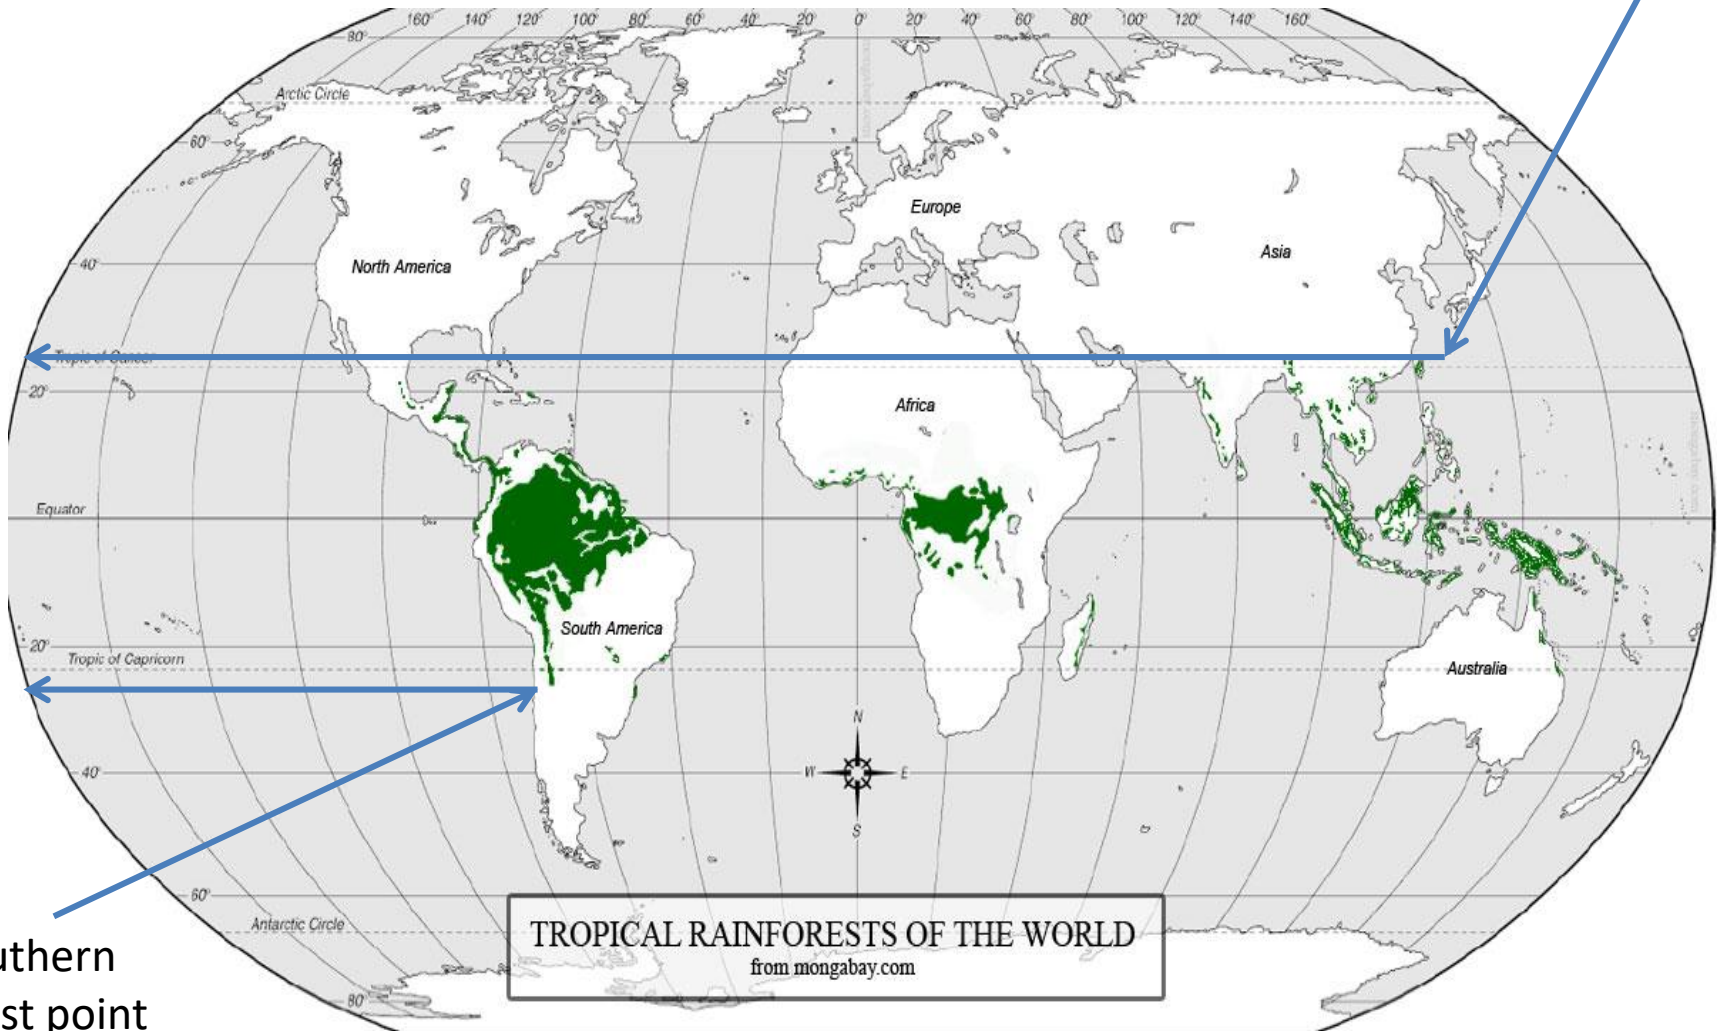 160° 140° 120° 100° 80° 60° 40° 20° 0° 20° 40° 60° 80° 100° 120° 140° 160°
80°
Arctic Circle
60°
Europe
Asia
40°
North America
Tropic of Cancer
20°
Africa
Equator
South America
20°
Tropic of Capricorn
Australia
N
40°
W E
S
60°
Antarctic Circle
TROPICAL RAINFORESTS OF THE WORLD
from mongabay.com
uthern
st point
80°